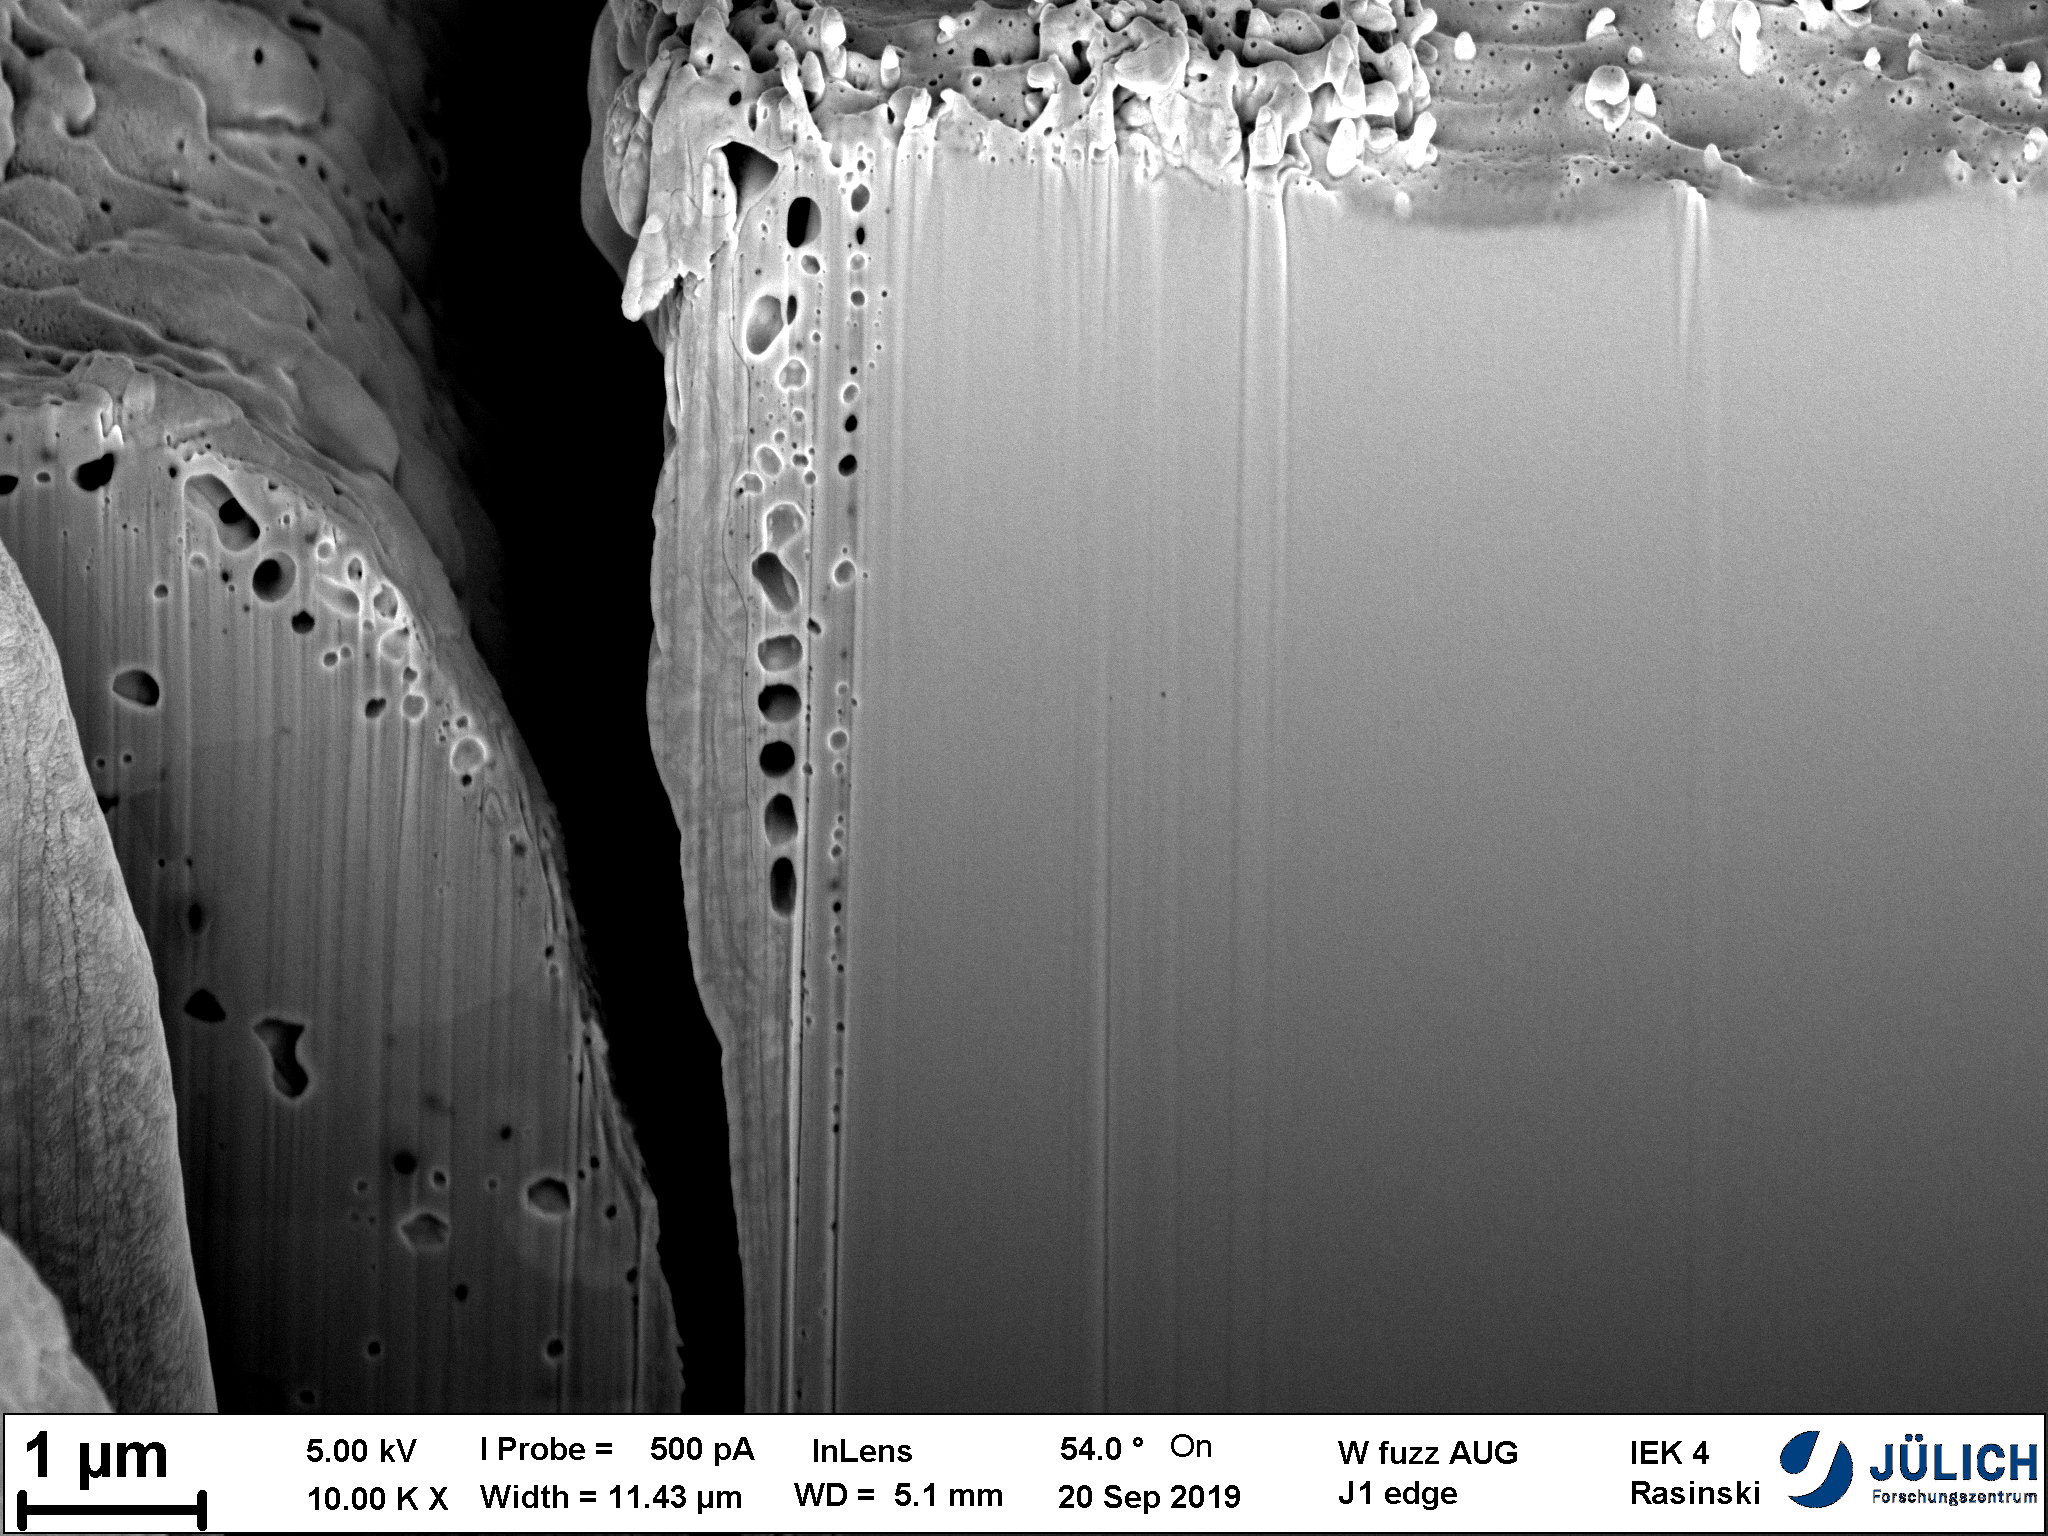 1 µm
5.00 kV
10.00 K X
I Probe = 500 pA
Width = 11.43 µm
InLens
WD = 5.1 mm
54.0 ° On
20 Sep 2019
W fuzz AUG
J1 edge
IEK 4
Rasinski
JÜLICH
Forschungszentrum